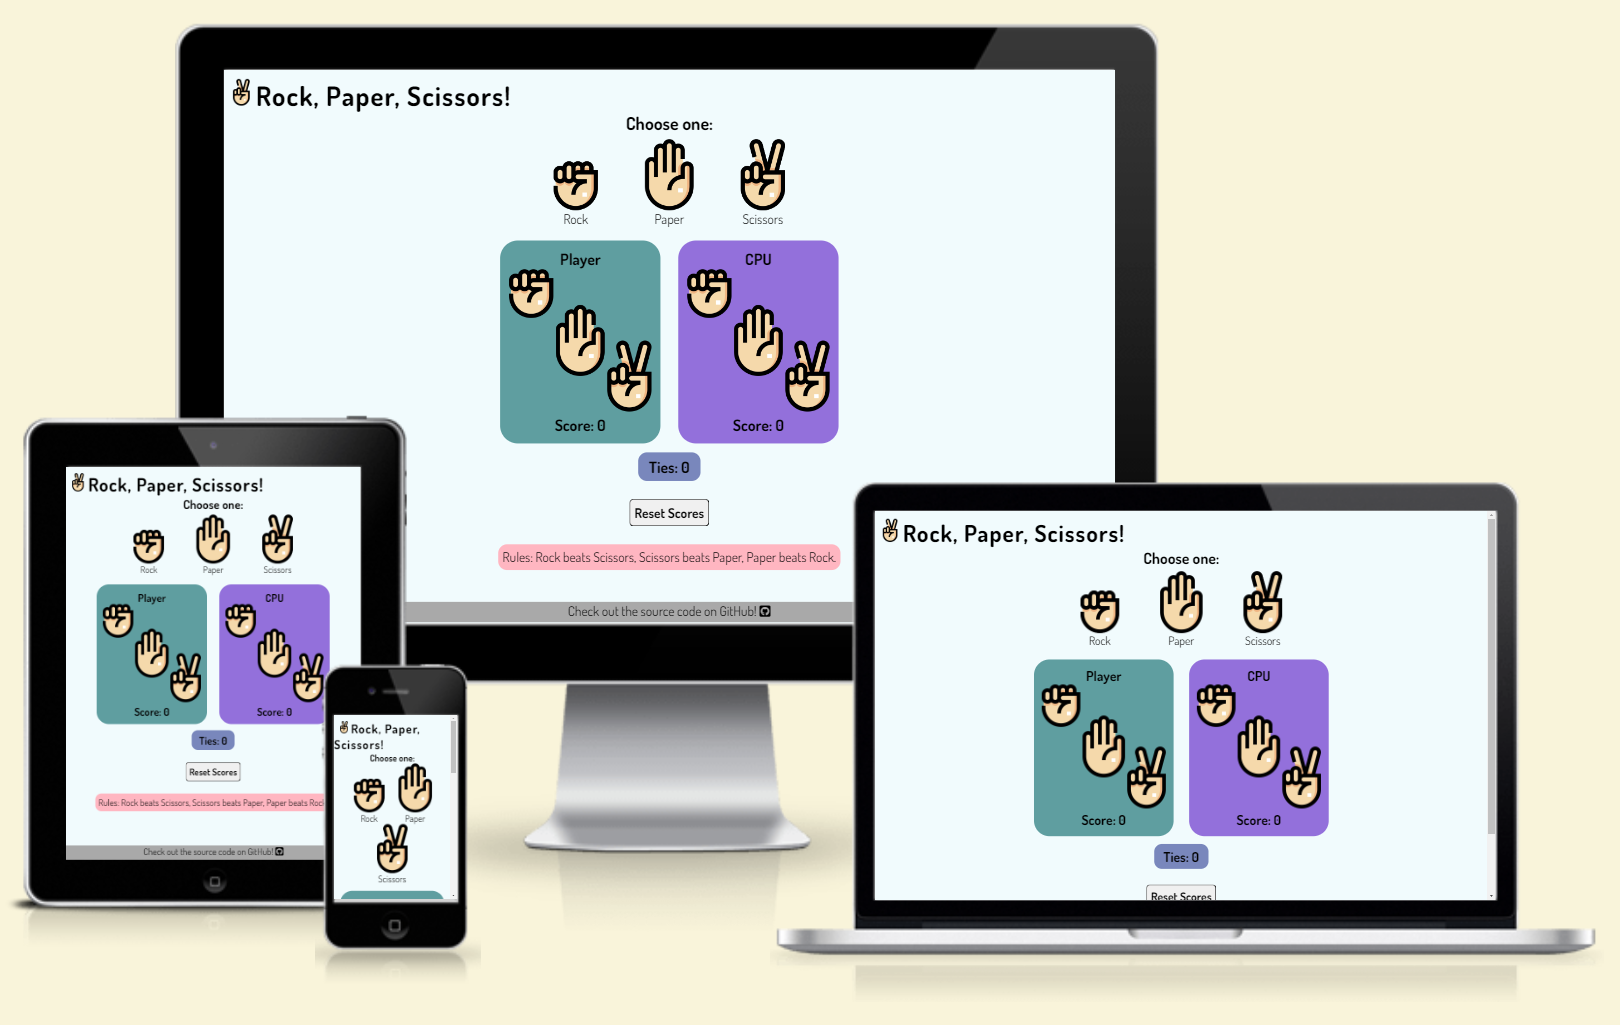 Rock, Paper, Scissors!
Choose one:
Rock Paper Scissors
Player CPU
Score: 0 Score: 0
Ties: 0
Reset Scores
Rules: Rock beats Scissors, Scissors beats Paper, Paper beats Rock.
Check out the source code on GitHub!
Rock, Paper, Scissors!
Choose one:
Rock Paper Scissors
Player CPU
Score: 0 Score: 0
Ties: 0
Reset Scores
Rules: Rock beats Scissors, Scissors beats Paper, Paper beats Roc
Check out the source code on GitHub!
Rock, Paper,
Scissors!
Choose one:
Rock Paper
Scissors
Rock, Paper, Scissors!
Choose one:
Rock Paper Scissors
Player CPU
Score: 0 Score: 0
Ties: 0
Reset Scores